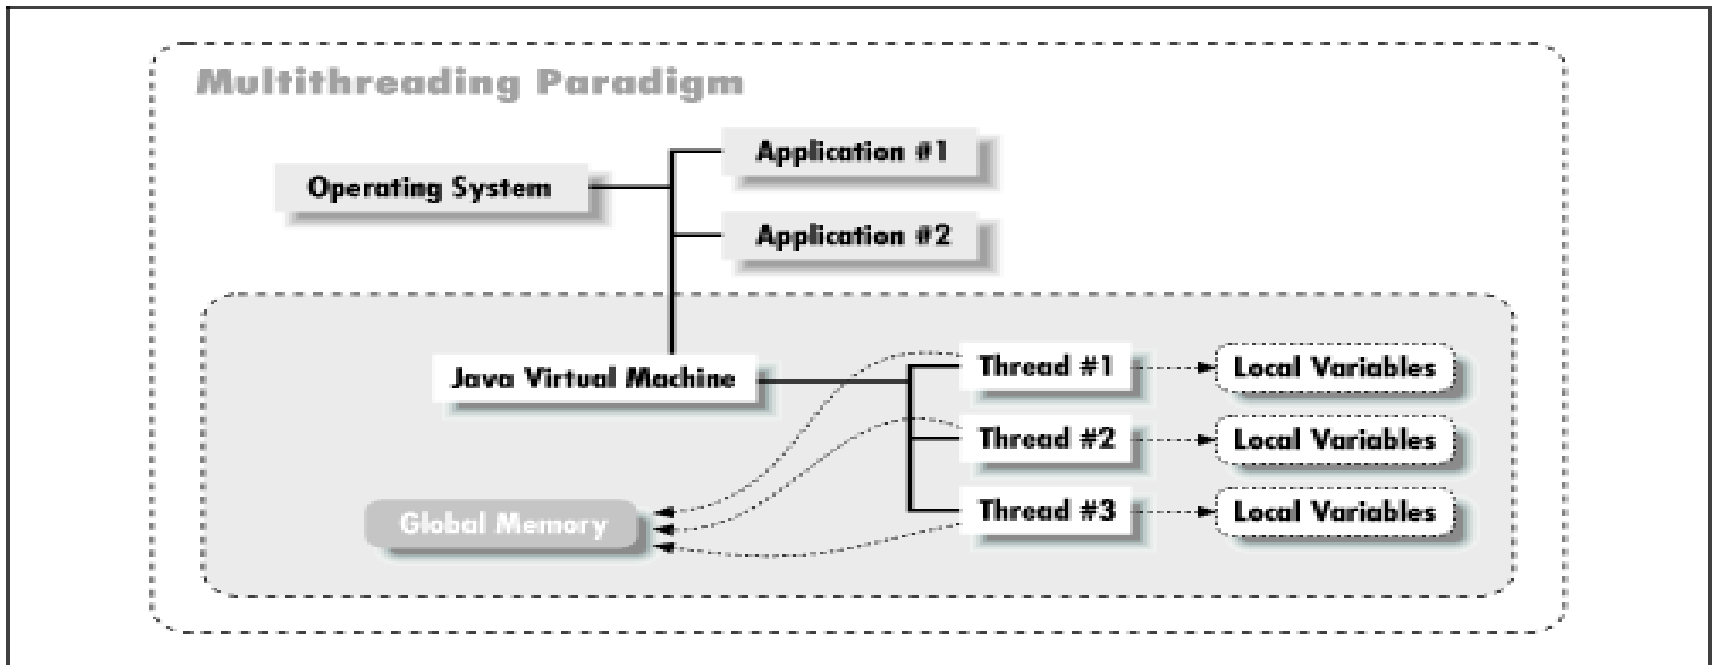 Multithreading Paradigm
Application #1
Operating System
Application #2
Java Virtual Machine
Thread #1
Local Variables
Thread #2
Local Variables
Thread #3
Local Variables
Global Memory